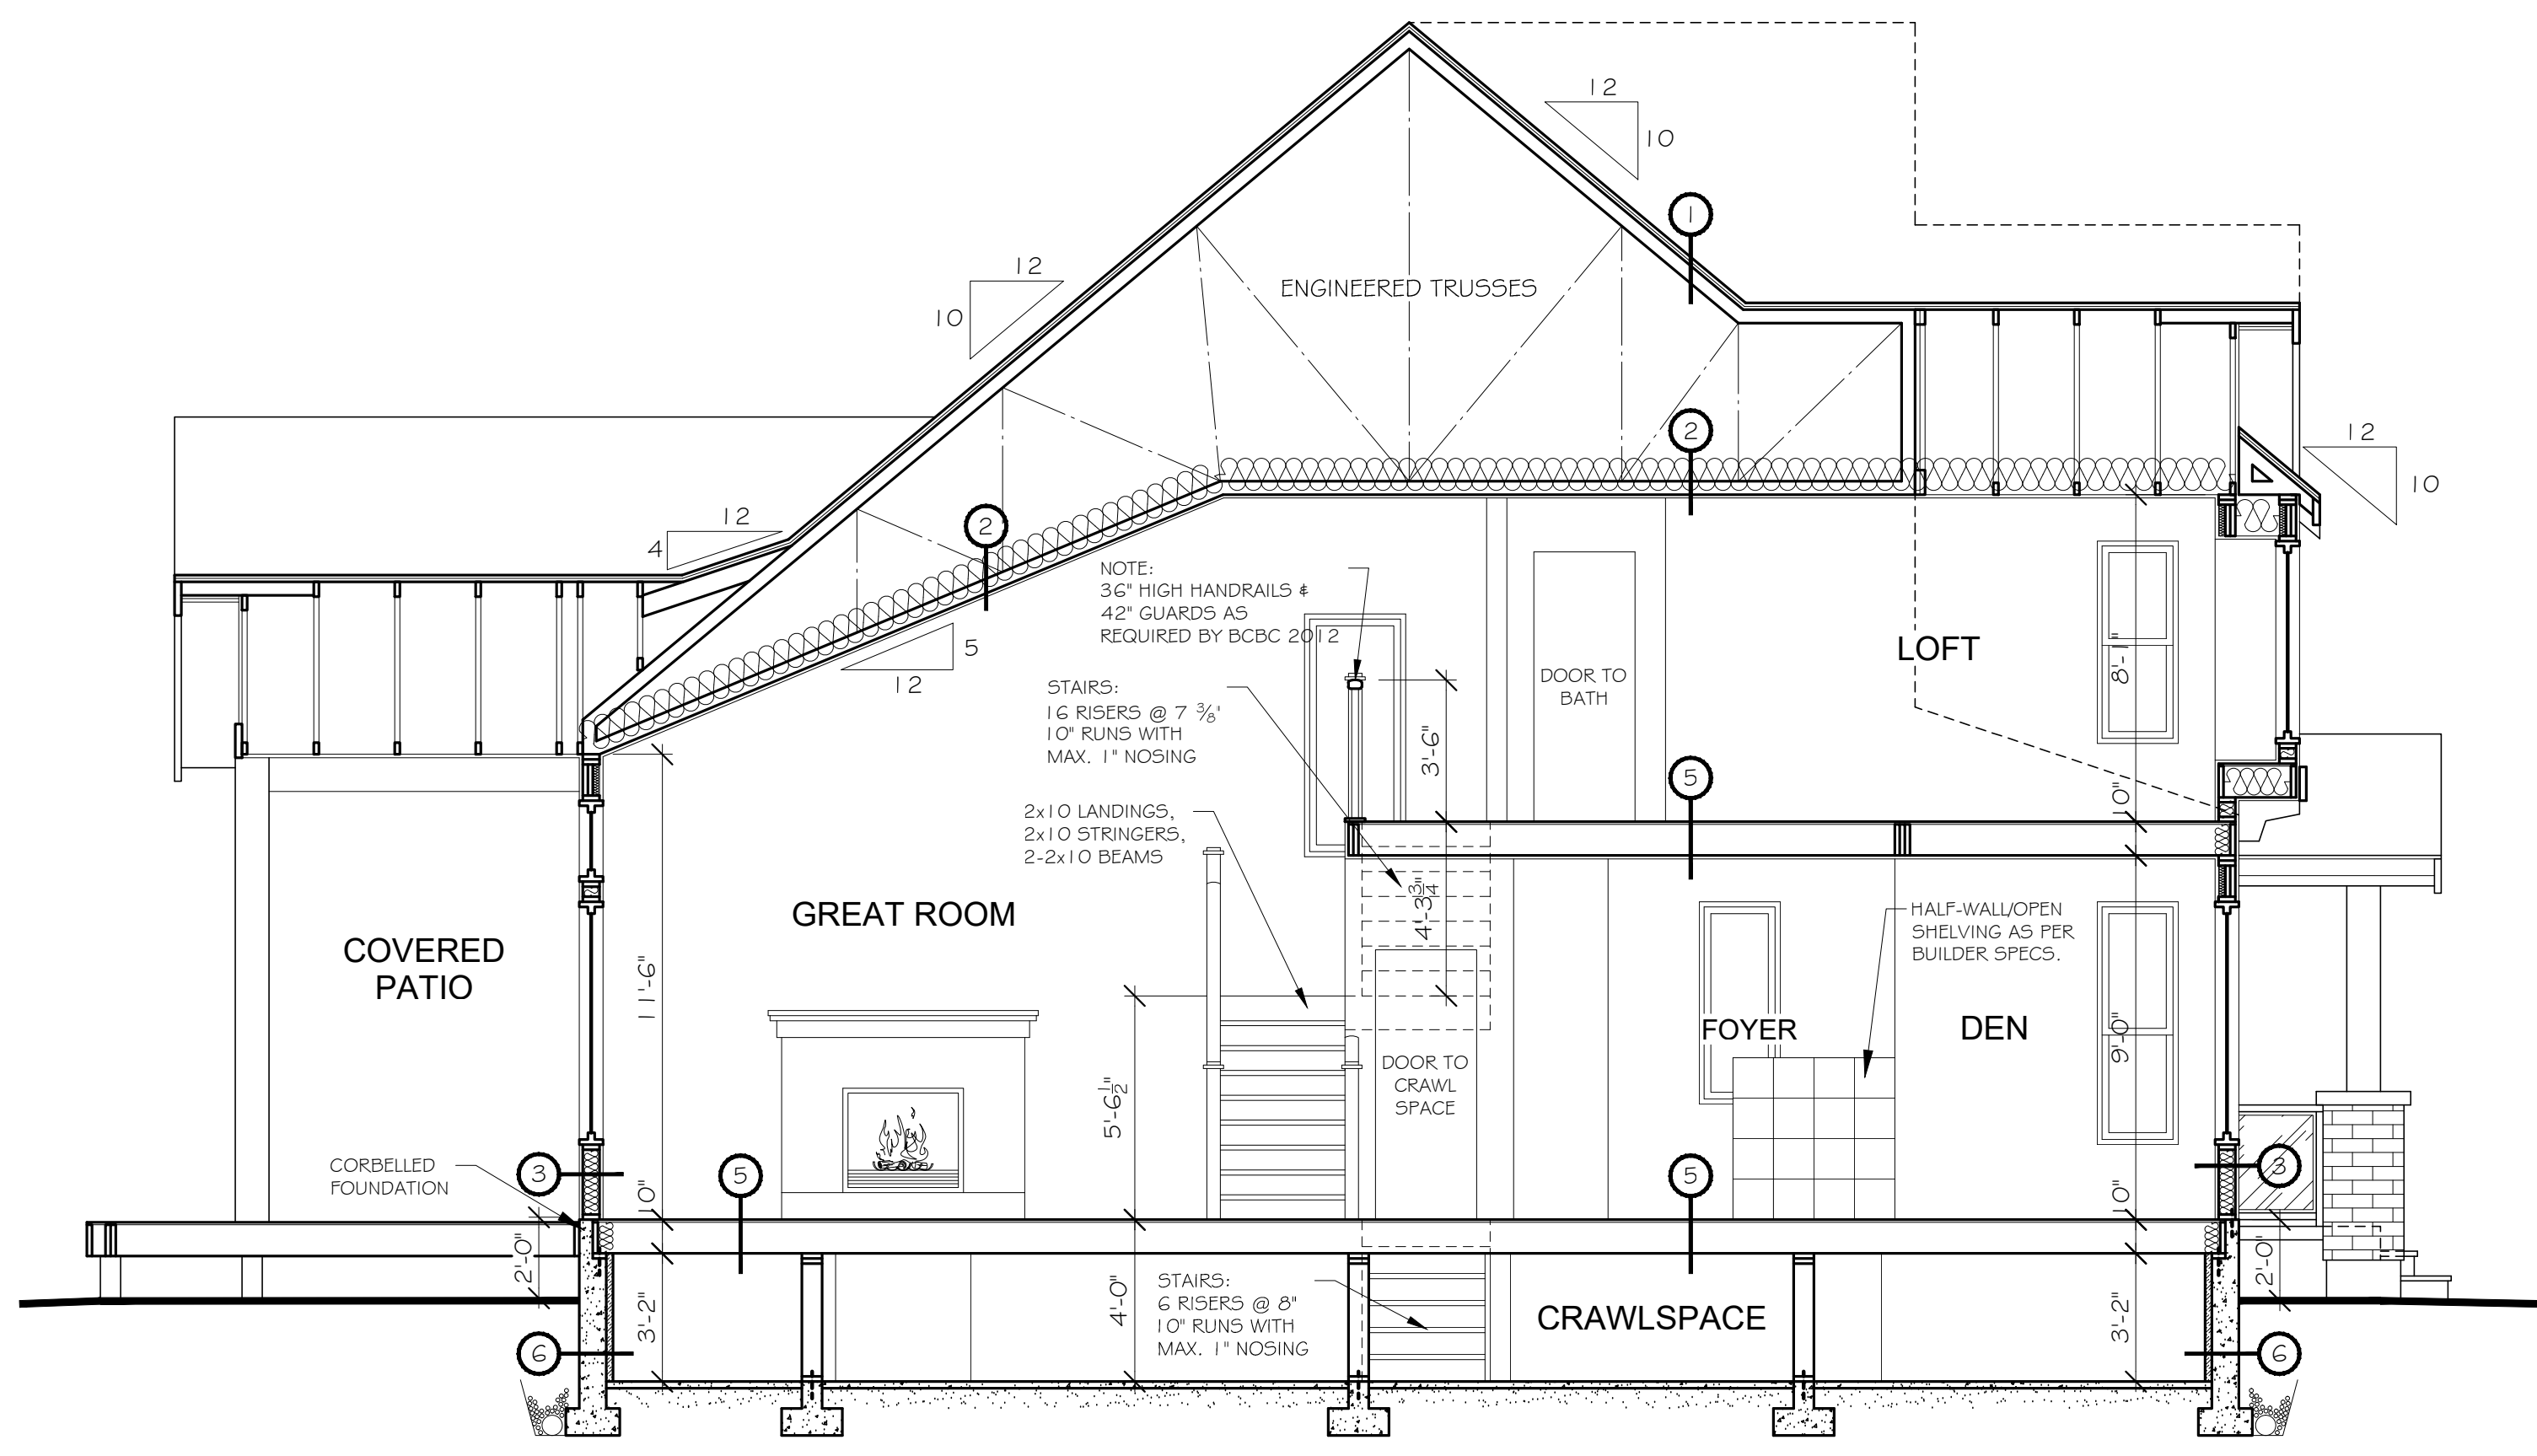 12
10
1
12
10
ENGINEERED TRUSSES
2
12
10
12
4
2
NOTE:
36" HIGH HANDRAILS &
42" GUARDS AS
REQUIRED BY BCBC 2012
5
12
LOFT
8'-1"
DOOR TO
BATH
STAIRS:
16 RISERS @ 7 3/8"
10" RUNS WITH
MAX. 1" NOSING
3'-6"
5
10"
2x10 LANDINGS,
2x10 STRINGERS,
2-2x10 BEAMS
GREAT ROOM
COVERED
PATIO
11'-6"
4'-3 3/4"
HALF-WALL/OPEN
SHELVING AS PER
BUILDER SPECS.
FOYER
DEN
9'-0"
DOOR TO
CRAWL
SPACE
5'-6 1/2"
CORBELLED
FOUNDATION
3
5
5
3
10"
10"
2'-0"
2'-0"
3'-2"
4'-0"
STAIRS:
6 RISERS @ 8"
10" RUNS WITH
MAX. 1" NOSING
CRAWLSPACE
3'-2"
6
6